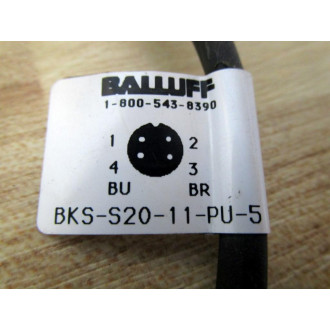 BALLUFF
1-800-543-8390
1 2
4 3
BU BR
BKS-S20-11-PU-5